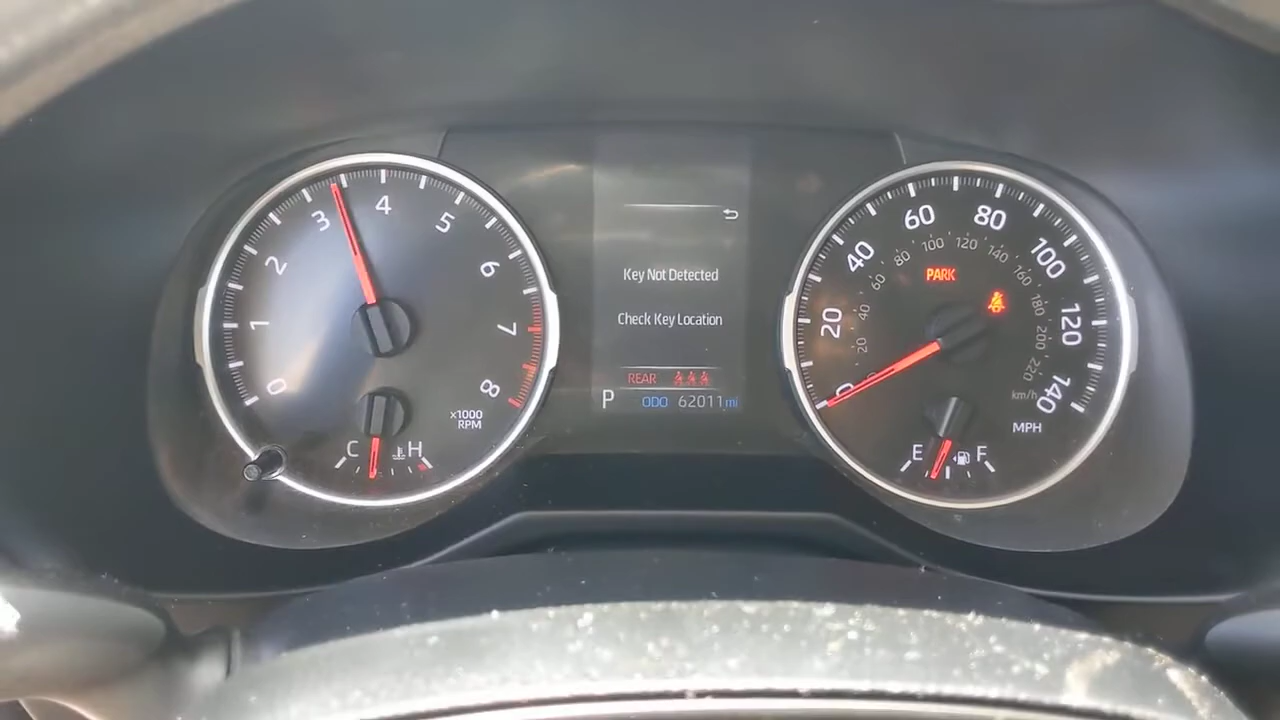 0 1 2 3 4 5 6 7 8
x1000
RPM
C H
Key Not Detected
Check Key Location
REAR
P ODO 62011 mi
0 20 40 60 80 100 120 140
20 40 60 80 100 120 140 160 180 200 220
km/h
MPH
PARK
E F